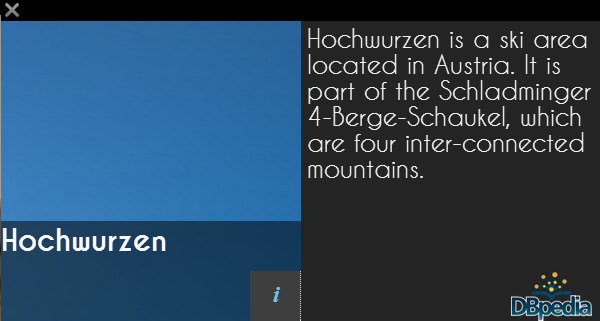 Hochwurzen is a ski area
located in Austria. It is
part of the Schladminger
4-Berge-Schaukel, which
are four inter-connected
mountains.
Hochwurzen
i
DBpedia